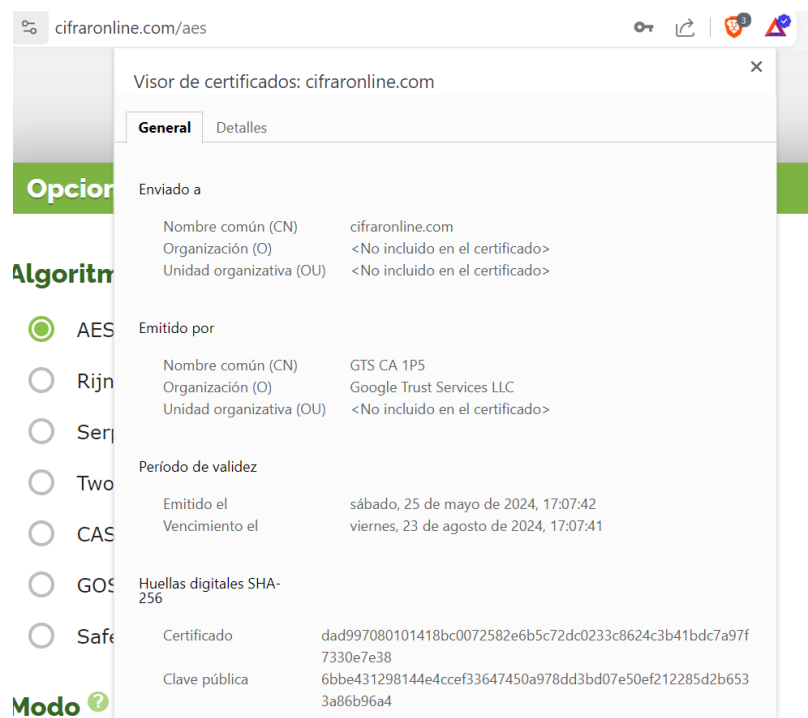 cifraronline.com/aes
3
Visor de certificados: cifraronline.com
General Detalles
Opcion
Enviado a
Nombre común (CN) cifraronline.com
Organización (O) <No incluido en el certificado>
Unidad organizativa (OU) <No incluido en el certificado>
Algoritm
AES
Emitido por
Nombre común (CN) GTS CA 1P5
Rijn
Organización (O) Google Trust Services LLC
Unidad organizativa (OU) <No incluido en el certificado>
Serp
Período de validez
Two
Emitido el sábado, 25 de mayo de 2024, 17:07:42
Vencimiento el viernes, 23 de agosto de 2024, 17:07:41
CAS
GOS
Huellas digitales SHA-
256
Safe
Certificado dad997080101418bc0072582e6b5c72dc0233c8624c3b41bdc7a97f
7330e7e38
Clave pública 6bbe431298144e4ccef33647450a978dd3bd07e50ef212285d2b653
3a86b96a4
Modo ?